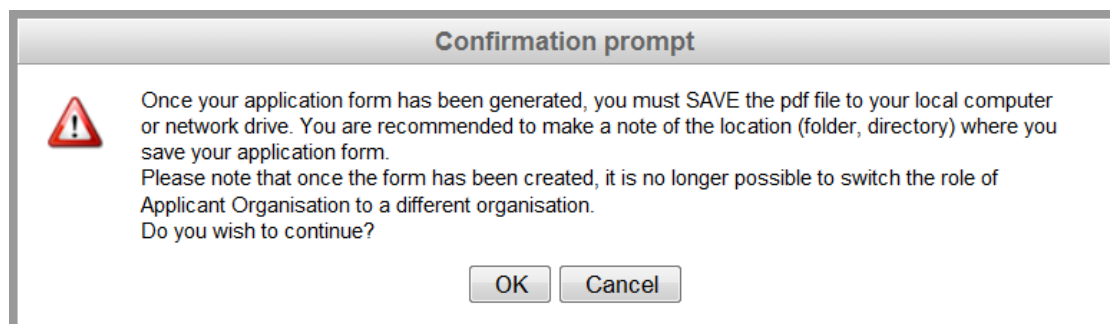 Confirmation prompt
Once your application form has been generated, you must SAVE the pdf file to your local computer
or network drive. You are recommended to make a note of the location (folder, directory) where you
save your application form.
Please note that once the form has been created, it is no longer possible to switch the role of
Applicant Organisation to a different organisation.
Do you wish to continue?
OK Cancel